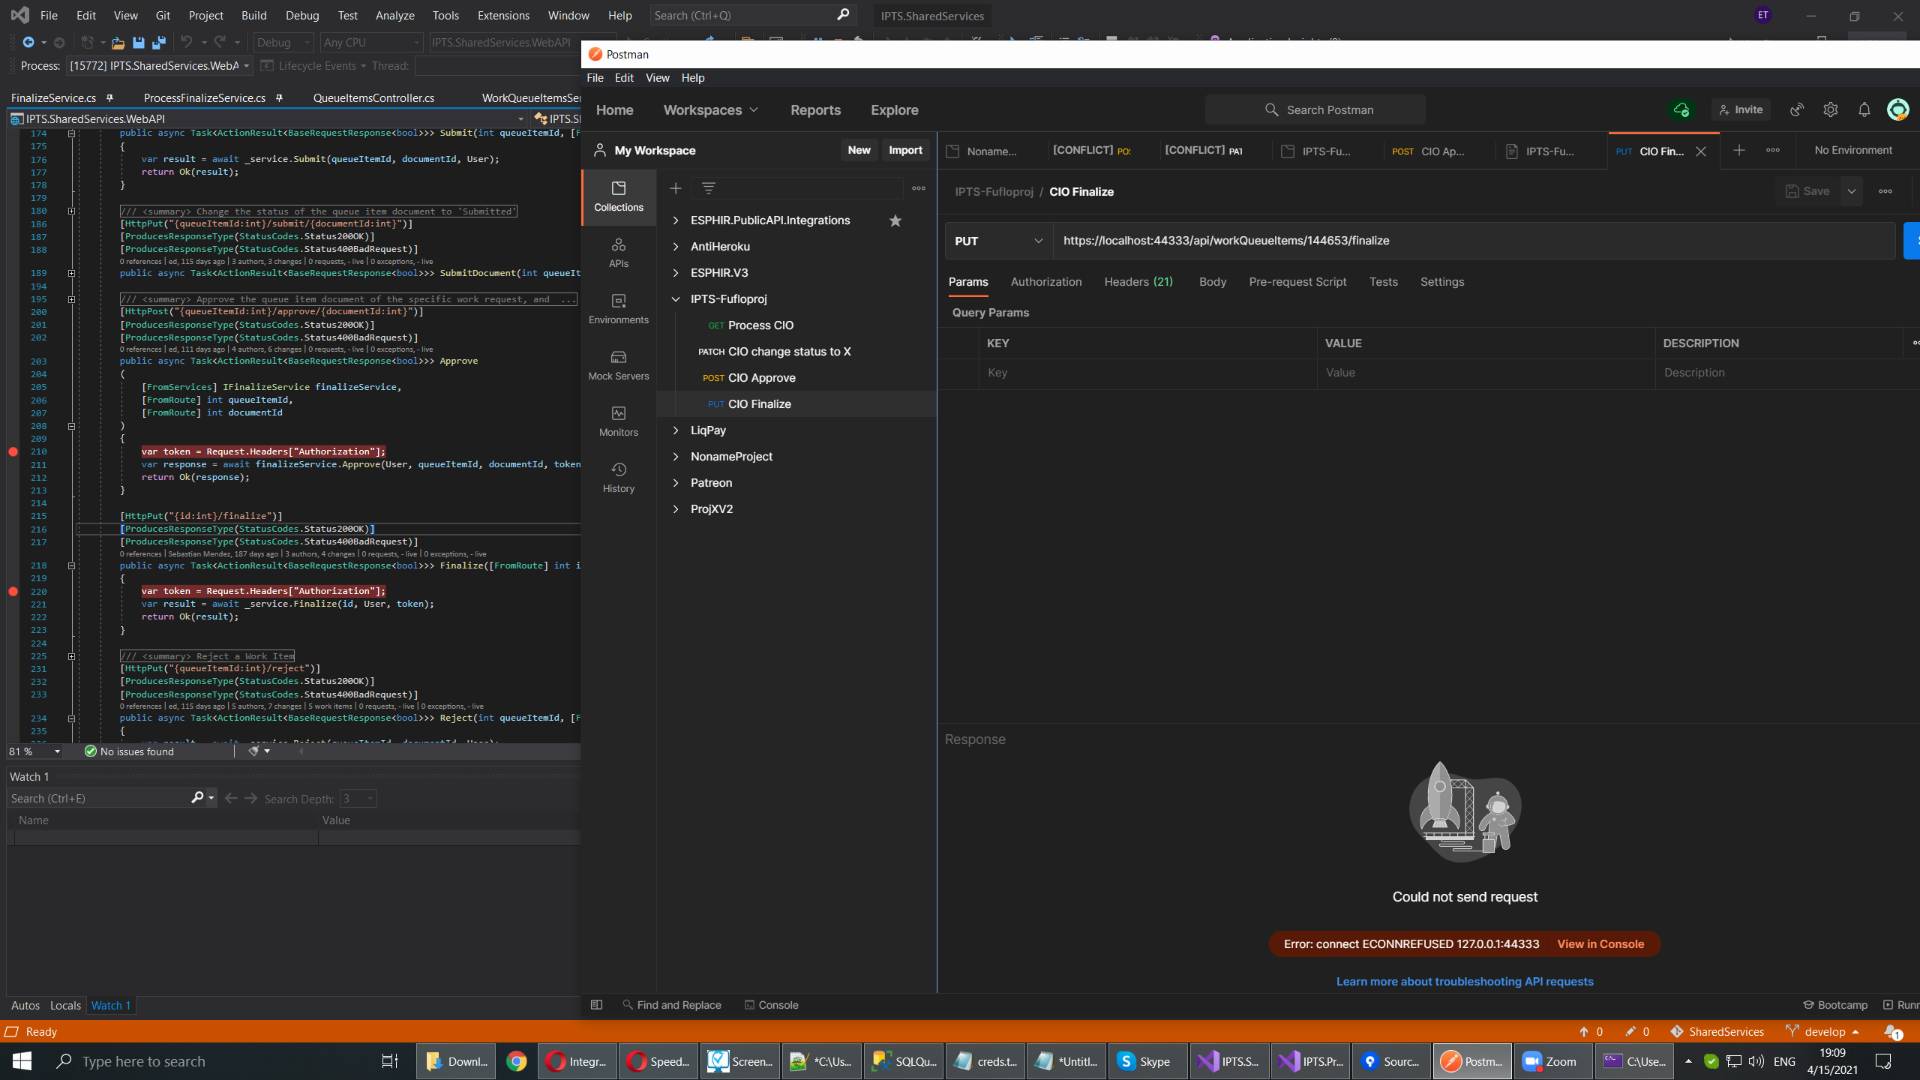 File Edit View Git Project Build Debug Test Analyze Tools Extensions Window Help Search (Ctrl+Q) IPTS.SharedServices ET
Debug Any CPU IPTS.SharedServices.WebAPI
Process: [15772] IPTS.SharedServices.WebA Lifecycle Events Thread:
FinalizeService.cs ProcessFinalizeService.cs QueueItemsController.cs WorkQueueItemsSe
IPTS.SharedServices.WebAPI IPTS.S
174 public async Task<ActionResult<BaseRequestResponse<bool>>> Submit(int queueItemId, [F
175 {
176 var result = await _service.Submit(queueItemId, documentId, User);
177 return Ok(result);
178 }
179
180 /// <summary> Change the status of the queue item document to 'Submitted'
186 [HttpPut("{queueItemId:int}/submit/{documentId:int}")]
187 [ProducesResponseType(StatusCodes.Status200OK)]
188 [ProducesResponseType(StatusCodes.Status400BadRequest)]
0 references | ed, 115 days ago | 3 authors, 3 changes | 0 requests, - live | 0 exceptions, - live
189 public async Task<ActionResult<BaseRequestResponse<bool>>> SubmitDocument(int queueIt
194
195 /// <summary> Approve the queue item document of the specific work request, and ...
200 [HttpPost("{queueItemId:int}/approve/{documentId:int}")]
201 [ProducesResponseType(StatusCodes.Status200OK)]
202 [ProducesResponseType(StatusCodes.Status400BadRequest)]
0 references | ed, 111 days ago | 4 authors, 6 changes | 0 requests, - live | 0 exceptions, - live
203 public async Task<ActionResult<BaseRequestResponse<bool>>> Approve
204 (
205 [FromServices] IFinalizeService finalizeService,
206 [FromRoute] int queueItemId,
207 [FromRoute] int documentId
208 )
209 {
210 var token = Request.Headers["Authorization"];
211 var response = await finalizeService.Approve(User, queueItemId, documentId, token
212 return Ok(response);
213 }
214
215 [HttpPut("{id:int}/finalize")]
216 [ProducesResponseType(StatusCodes.Status200OK)]
217 [ProducesResponseType(StatusCodes.Status400BadRequest)]
0 references | Sebastian Mendez, 187 days ago | 3 authors, 4 changes | 0 requests, - live | 0 exceptions, - live
218 public async Task<ActionResult<BaseRequestResponse<bool>>> Finalize([FromRoute] int i
219 {
220 var token = Request.Headers["Authorization"];
221 var result = await _service.Finalize(id, User, token);
222 return Ok(result);
223 }
224
225 /// <summary> Reject a Work Item
231 [HttpPut("{queueItemId:int}/reject")]
232 [ProducesResponseType(StatusCodes.Status200OK)]
233 [ProducesResponseType(StatusCodes.Status400BadRequest)]
0 references | ed, 115 days ago | 5 authors, 7 changes | 5 work items | 0 requests, - live | 0 exceptions, - live
234 public async Task<ActionResult<BaseRequestResponse<bool>>> Reject(int queueItemId, [F
235 {
81 % No issues found
Watch 1
Search (Ctrl+E) Search Depth: 3
Name Value
Autos Locals Watch 1
Ready 0 0 SharedServices develop 1
Postman
File Edit View Help
Home Workspaces Reports Explore Search Postman Invite
My Workspace New Import
Noname... [CONFLICT] PO: [CONFLICT] PAT IPTS-Fu... POST CIO Ap... IPTS-Fu... PUT CIO Fin... No Environment
Collections
APIs
Environments
Mock Servers
Monitors
History
ESPHIR.PublicAPI.Integrations
AntiHeroku
ESPHIR.V3
IPTS-Fufloproj
GET Process CIO
PATCH CIO change status to X
POST CIO Approve
PUT CIO Finalize
LiqPay
NonameProject
Patreon
ProjXV2
IPTS-Fufloproj / CIO Finalize Save
PUT https://localhost:44333/api/workQueueItems/144653/finalize
Params Authorization Headers (21) Body Pre-request Script Tests Settings
Query Params
KEY VALUE DESCRIPTION
Key Value Description
Response
Could not send request
Error: connect ECONNREFUSED 127.0.0.1:44333 View in Console
Learn more about troubleshooting API requests
Find and Replace Console Bootcamp Runn
Type here to search Downl... Integr... Speed... Screen... *C:\Us... SQLQu... creds.t... *Untitl... Skype IPTS.S... IPTS.Pr... Sourc... Postm... Zoom C:\Use... ENG 19:09
4/15/2021